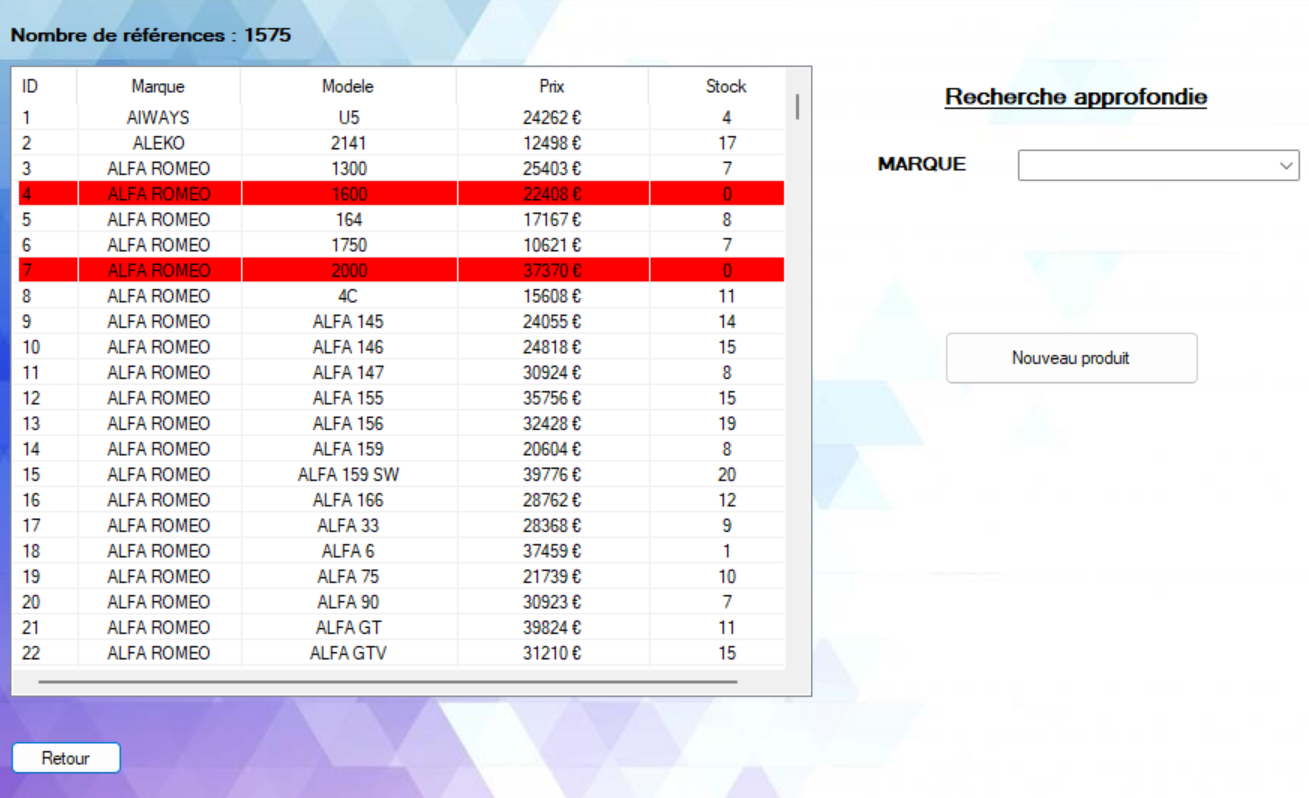 Nombre de références : 1575
ID Marque Modele Prix Stock
1 AIWAYS U5 24262 € 4
2 ALEKO 2141 12498 € 17
3 ALFA ROMEO 1300 25403 € 7
4 ALFA ROMEO 1600 22408 € 0
5 ALFA ROMEO 164 17167 € 8
6 ALFA ROMEO 1750 10621 € 7
7 ALFA ROMEO 2000 37370 € 0
8 ALFA ROMEO 4C 15608 € 11
9 ALFA ROMEO ALFA 145 24055 € 14
10 ALFA ROMEO ALFA 146 24818 € 15
11 ALFA ROMEO ALFA 147 30924 € 8
12 ALFA ROMEO ALFA 155 35756 € 15
13 ALFA ROMEO ALFA 156 32428 € 19
14 ALFA ROMEO ALFA 159 20604 € 8
15 ALFA ROMEO ALFA 159 SW 39776 € 20
16 ALFA ROMEO ALFA 166 28762 € 12
17 ALFA ROMEO ALFA 33 28368 € 9
18 ALFA ROMEO ALFA 6 37459 € 1
19 ALFA ROMEO ALFA 75 21739 € 10
20 ALFA ROMEO ALFA 90 30923 € 7
21 ALFA ROMEO ALFA GT 39824 € 11
22 ALFA ROMEO ALFA GTV 31210 € 15
Recherche approfondie
MARQUE
Nouveau produit
Retour